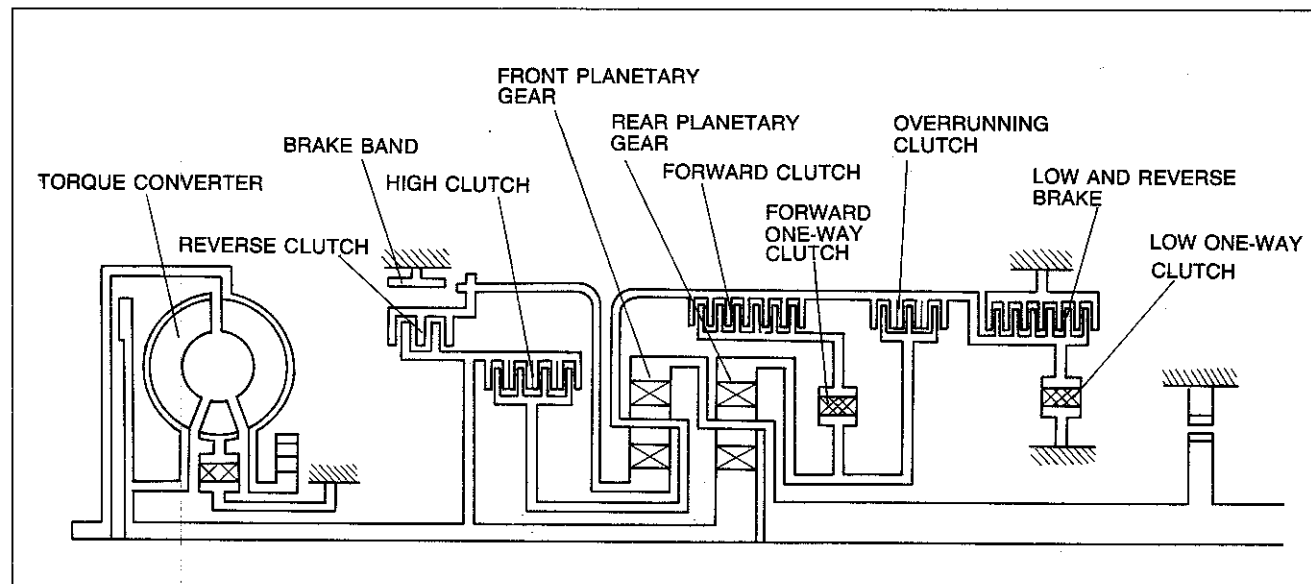 FRONT PLANETARY
GEAR
REAR PLANETARY
GEAR
OVERRUNNING
CLUTCH
BRAKE BAND
TORQUE CONVERTER
HIGH CLUTCH
FORWARD CLUTCH
LOW AND REVERSE
BRAKE
REVERSE CLUTCH
FORWARD
ONE-WAY
CLUTCH
LOW ONE-WAY
CLUTCH